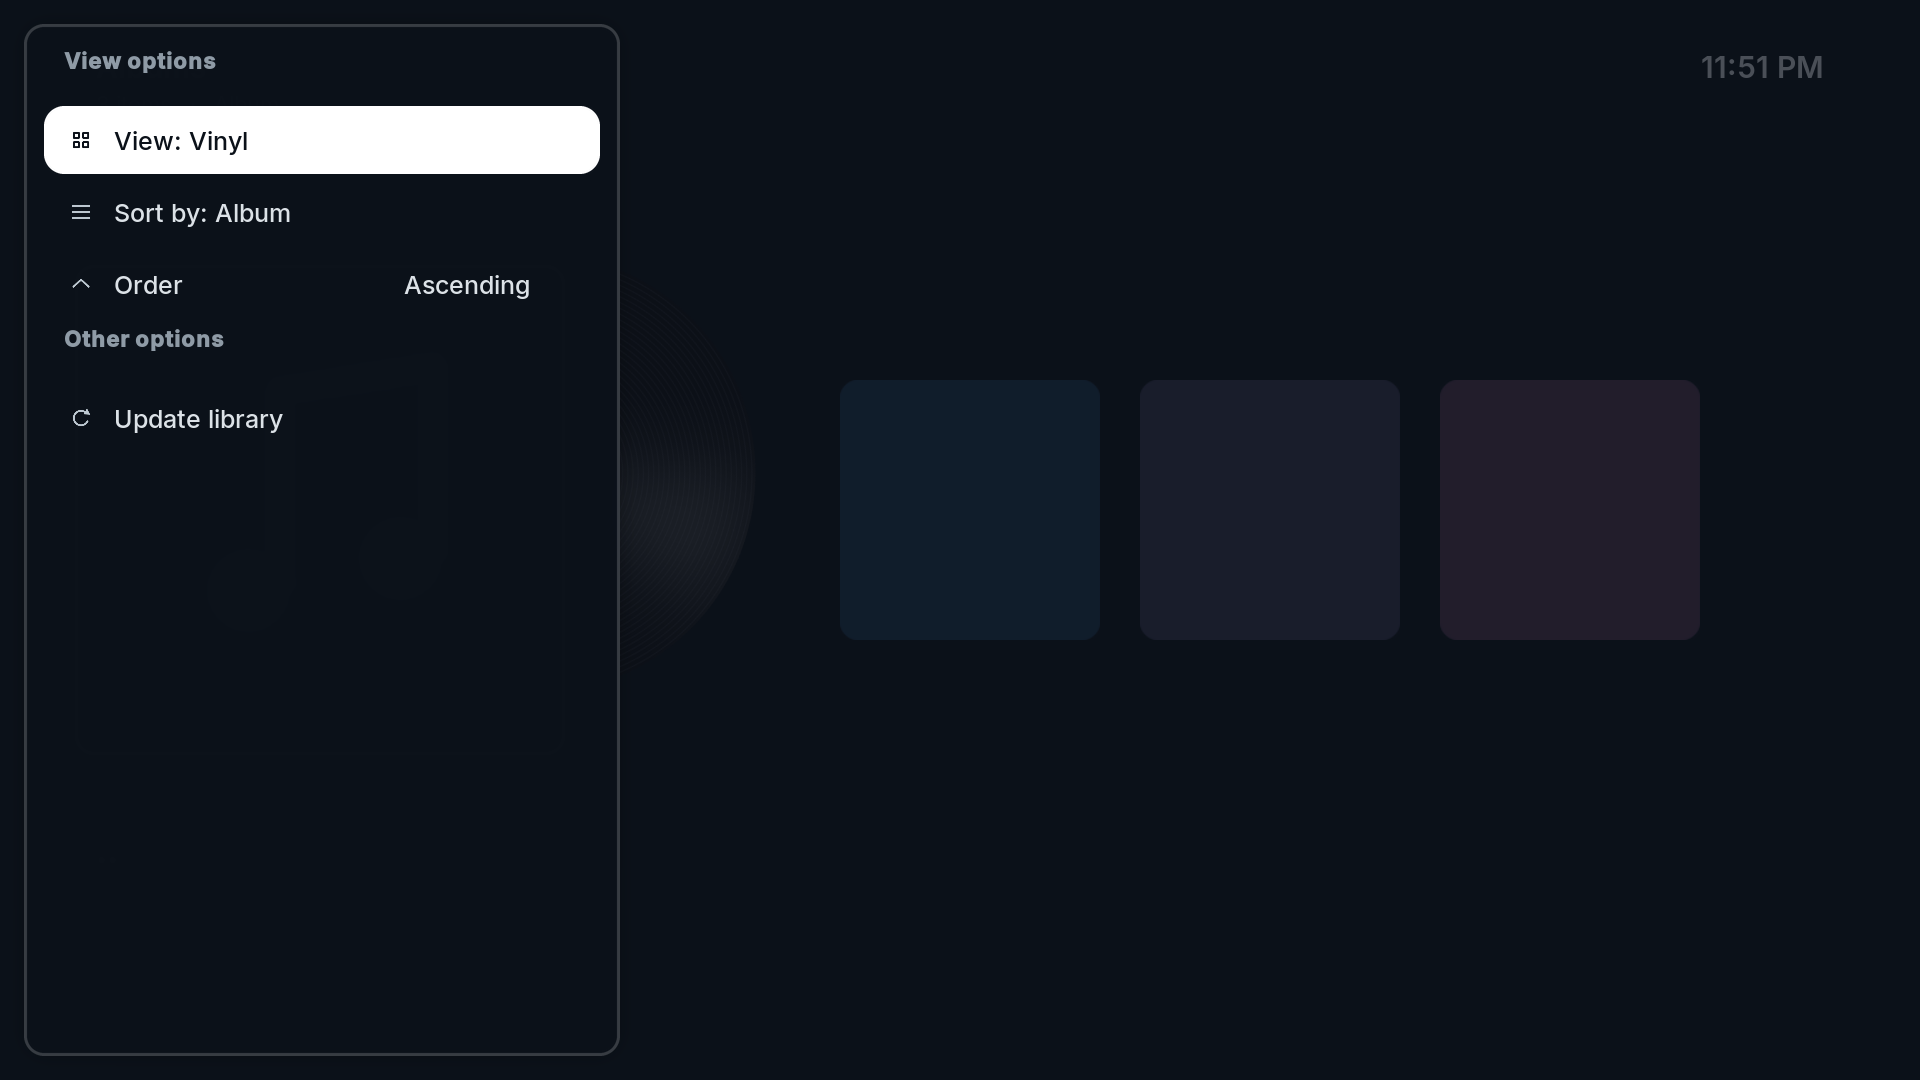 View options
11:51 PM
View: Vinyl
Sort by: Album
Order Ascending
Other options
Update library